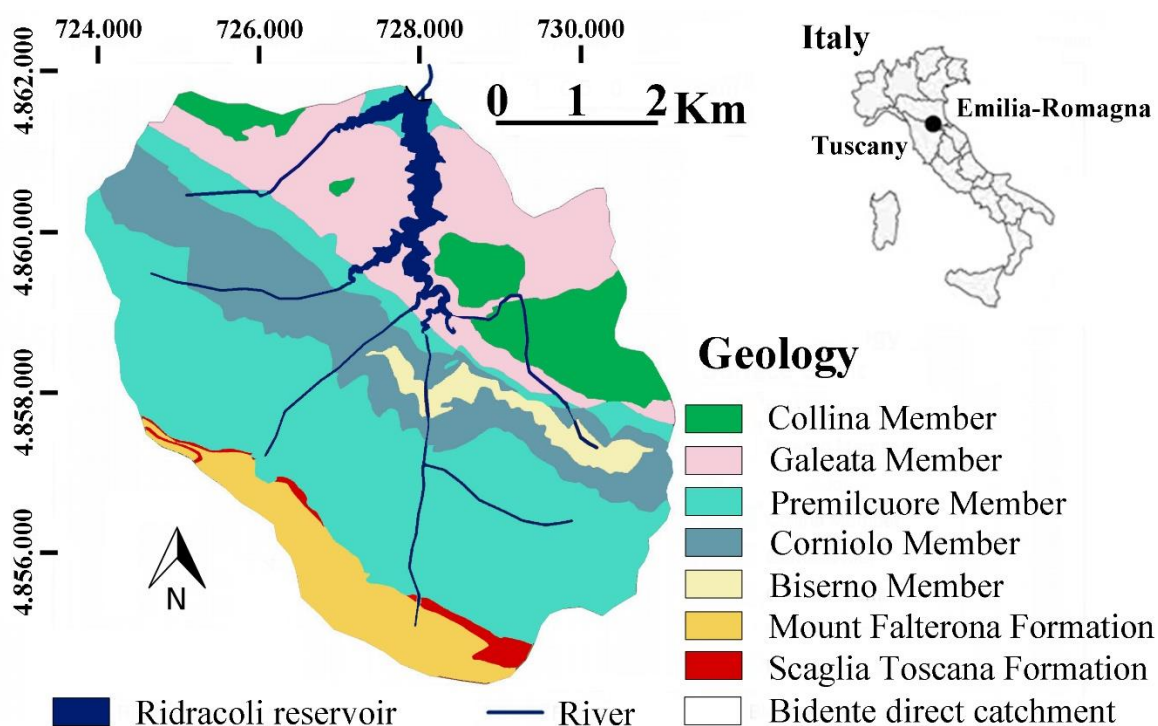 724.000 726.000 728.000 730.000
4.862.000
4.860.000
4.858.000
4.856.000
0 1 2 Km
N
Italy
Emilia-Romagna
Tuscany
Geology
Collina Member
Galeata Member
Premilcuore Member
Corniolo Member
Biserno Member
Mount Falterona Formation
Scaglia Toscana Formation
Bidente direct catchment
Ridracoli reservoir
River